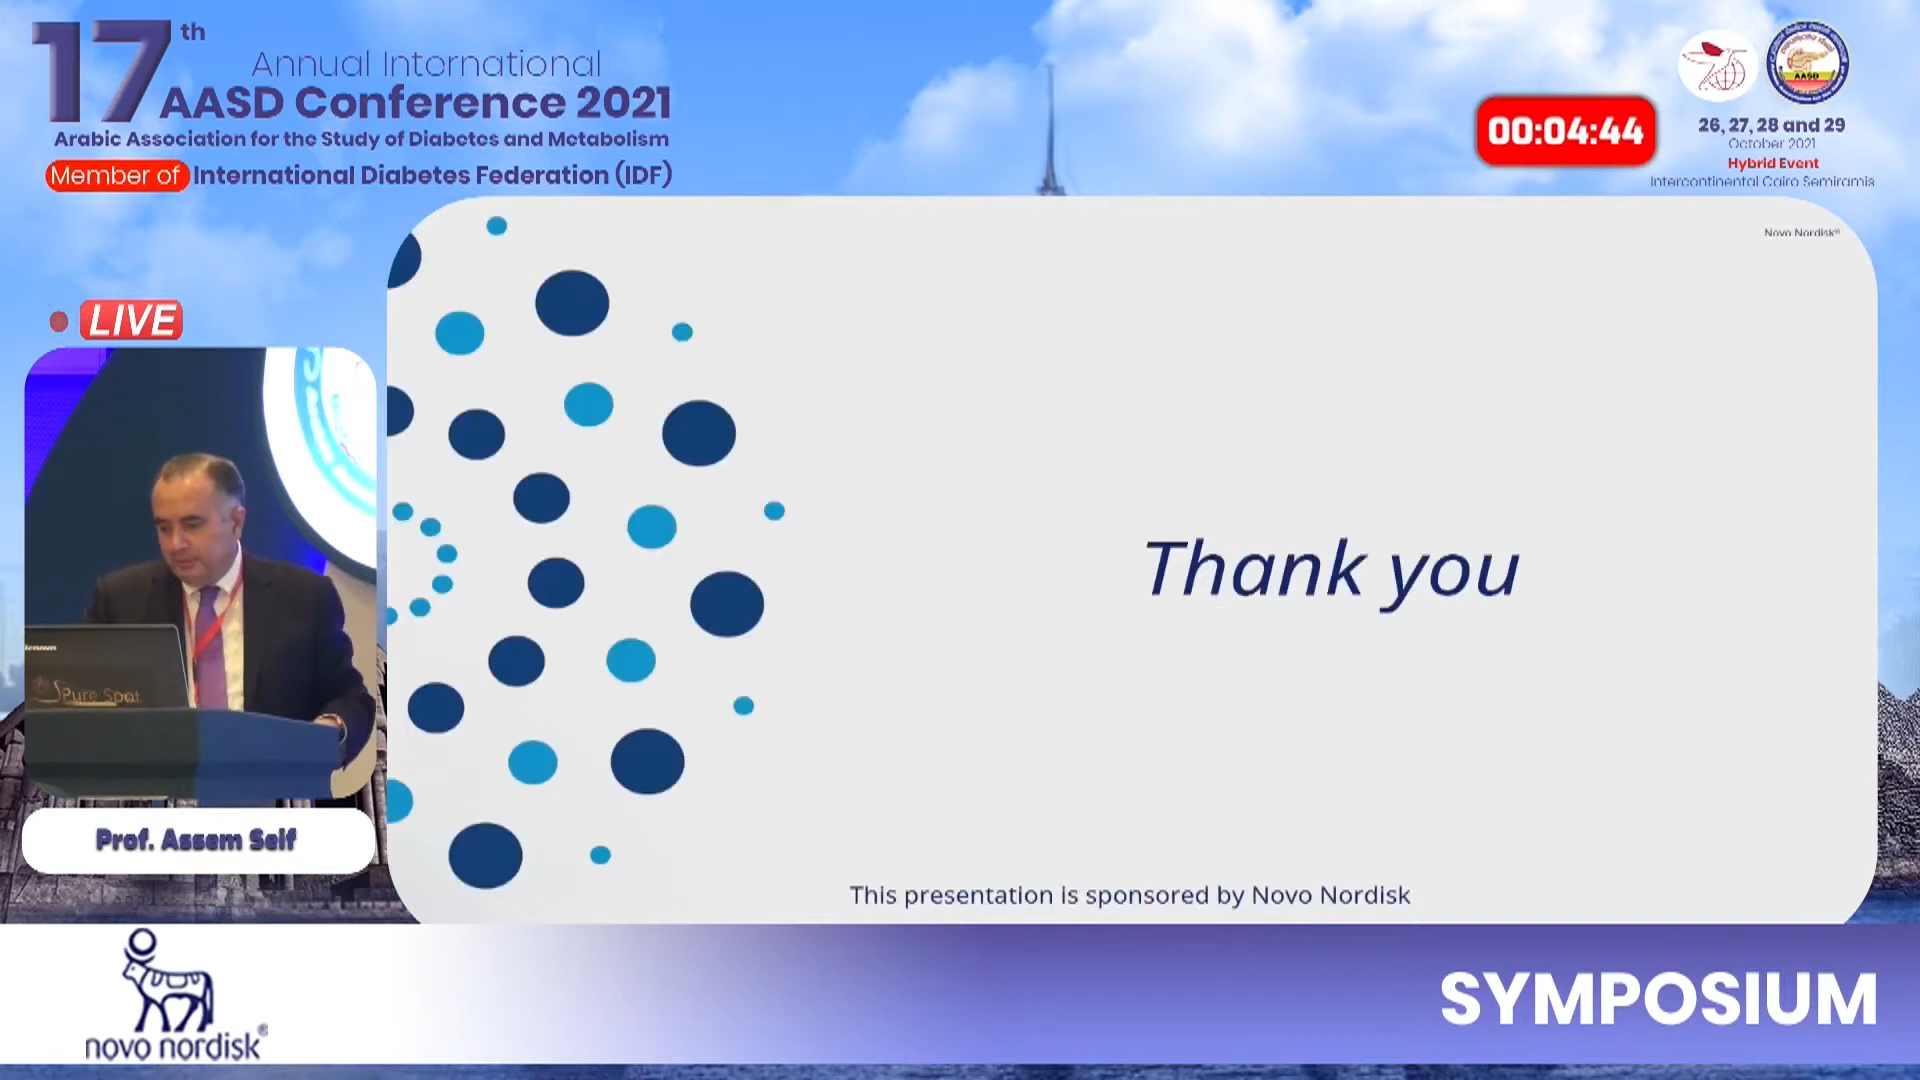 17th
Annual International
AASD Conference 2021
Arabic Association for the Study of Diabetes and Metabolism
Member of International Diabetes Federation (IDF)
00:04:44
AASD
26, 27, 28 and 29
October 2021
Hybrid Event
Intercontinental Cairo Semiramis
Novo Nordisk®
LIVE
Thank you
lenovo
Pure Spot
Prof. Assem Seif
This presentation is sponsored by Novo Nordisk
novo nordisk®
SYMPOSIUM